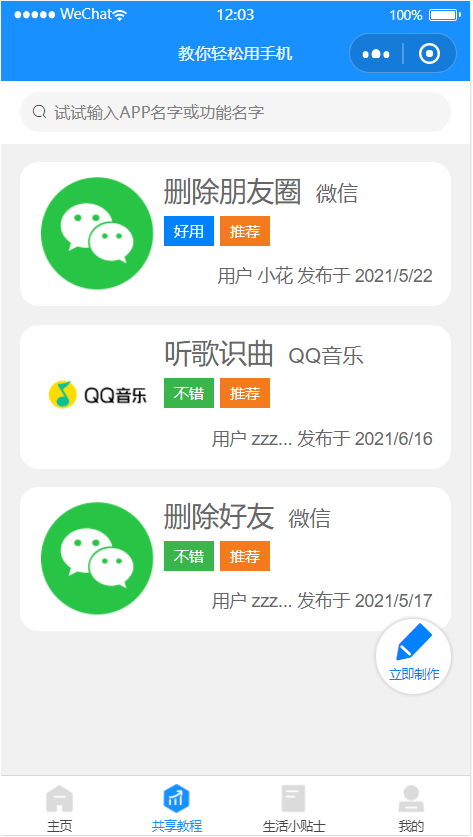 WeChat 12:03 100%
教你轻松用手机
试试输入APP名字或功能名字
删除朋友圈 微信
好用 推荐
用户 小花 发布于 2021/5/22
QQ音乐
听歌识曲 QQ音乐
不错 推荐
用户 zzz... 发布于 2021/6/16
删除好友 微信
不错 推荐
用户 zzz... 发布于 2021/5/17
立即制作
主页 共享教程 生活小贴士 我的